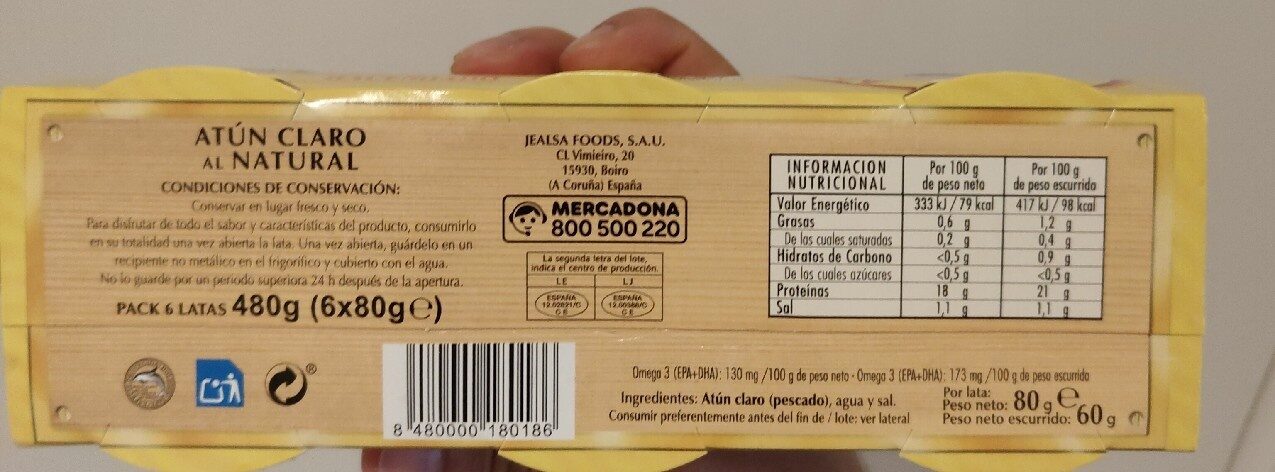 ATÚN CLARO
AL NATURAL
CONDICIONES DE CONSERVACIÓN:
Conservar en lugar fresco y seco.
Para disfrutar de todo el sabor y características del producto, consumirlo
en su totalidad una vez abierta la lata. Una vez abierta, guárdelo en un
recipiente no metálico en el frigorífico y cubierto con el agua.
No lo guarde por un periodo superiora 24 h después de la apertura.
PACK 6 LATAS 480g (6x80g e)
JEALSA FOODS, S.A.U.
CL Vimieiro, 20
15930, Boiro
(A Coruña) España
MERCADONA
800 500 220
La segunda letra del lote,
indica el centro de producción.
LE LJ
ESPAÑA ESPAÑA
12.02821/C
CE CE
INFORMACION NUTRICIONAL Por 100 g de peso neto Por 100 g de peso escurrido
Valor Energético 333 kJ / 79 kcal 417 kJ / 98 kcal
Grasas 0,6 g 1,2 g
De las cuales saturadas 0,2 g 0,4 g
Hidratos de Carbono <0,5 g 0,9 g
De los cuales azúcares <0,5 g <0,5 g
Proteínas 18 g 21 g
Sal 1,1 g 1,1 g
®
8 480000 180186
Omega 3 (EPA+DHA): 130 mg /100 g de peso neto - Omega 3 (EPA+DHA): 173 mg /100 g de peso escurrido
Ingredientes: Atún claro (pescado), agua y sal.
Consumir preferentemente antes del fin de / lote: ver lateral
Por lata:
Peso neto: 80 g e
Peso neto escurrido: 60 g